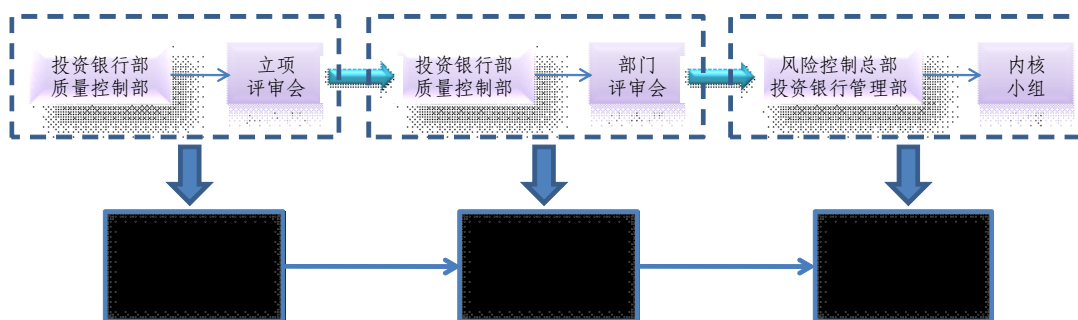 投资银行部
质量控制部
立项
评审会
投资银行部
质量控制部
部门
评审会
风险控制总部
投资银行管理部
内核
小组